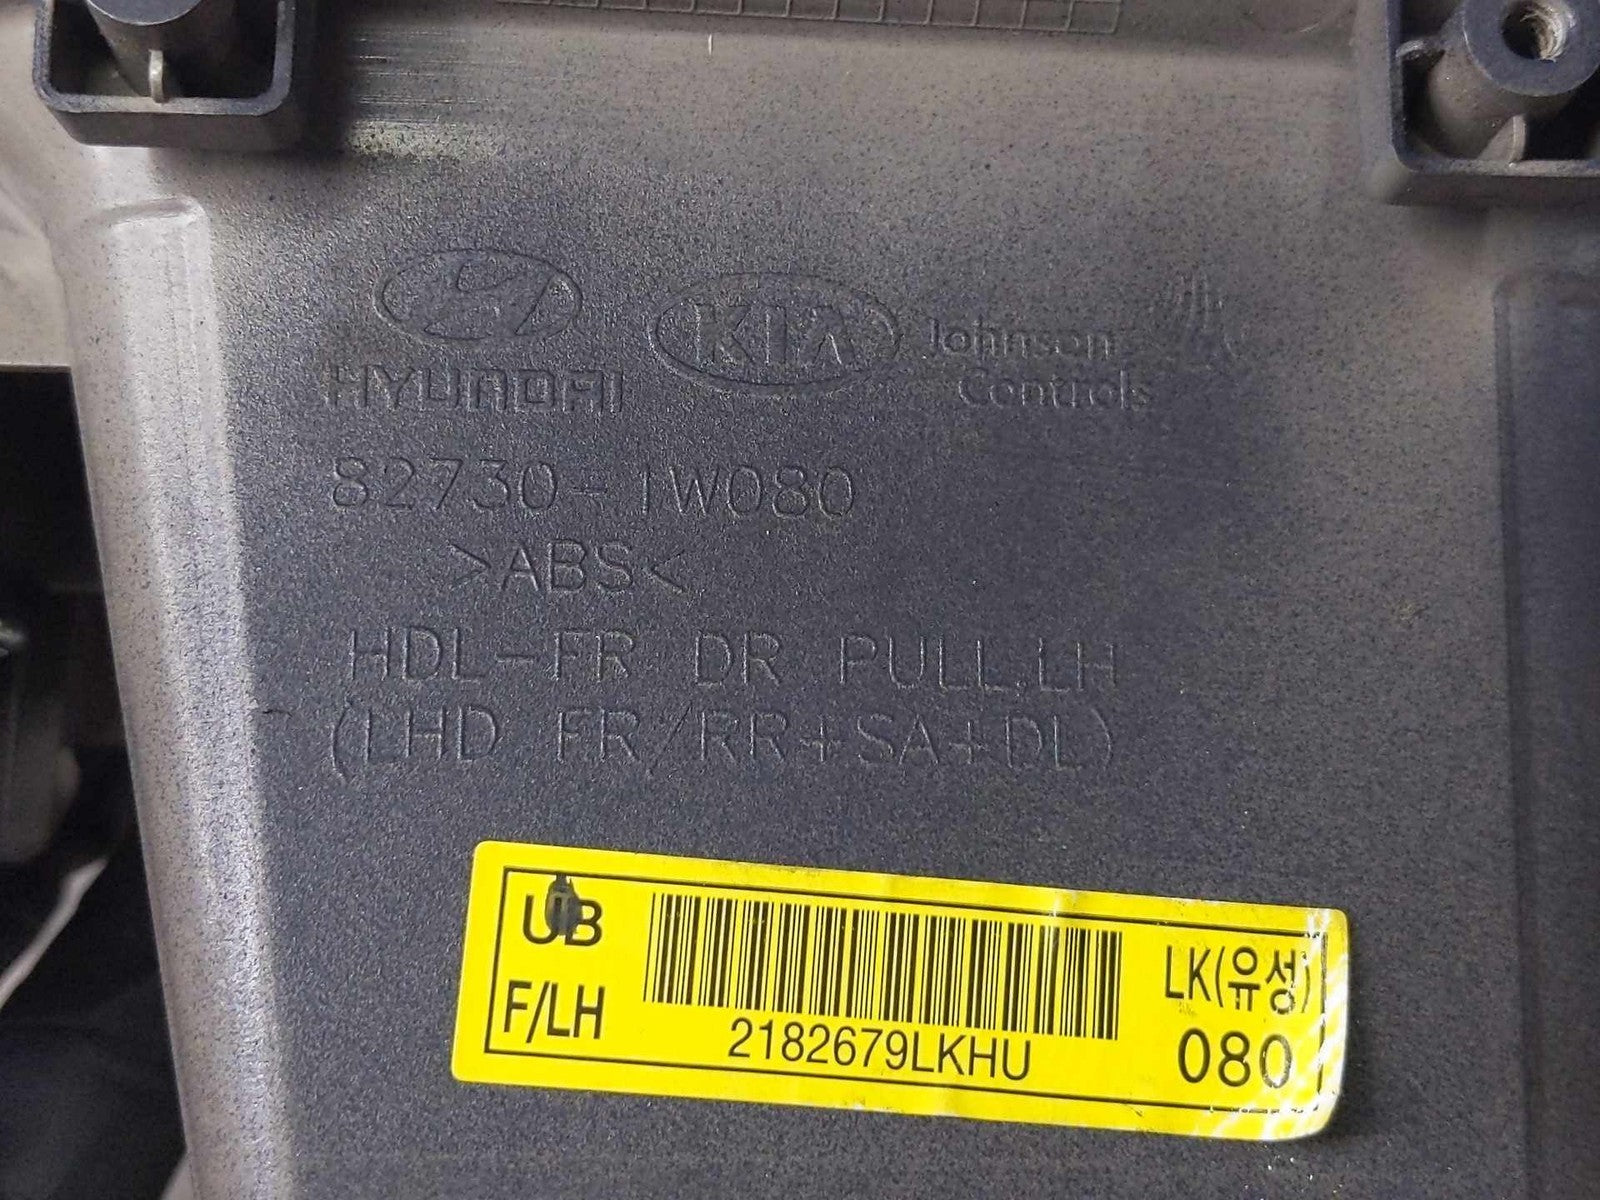 HYUNDAI
KIA
Johnson
Controls
82730-1W080
>ABS<
HDL-FR DR PULL,LH
(LHD FR/RR+SA+DL)
UB
F/LH
2182679LKHU
LK(유성)
080